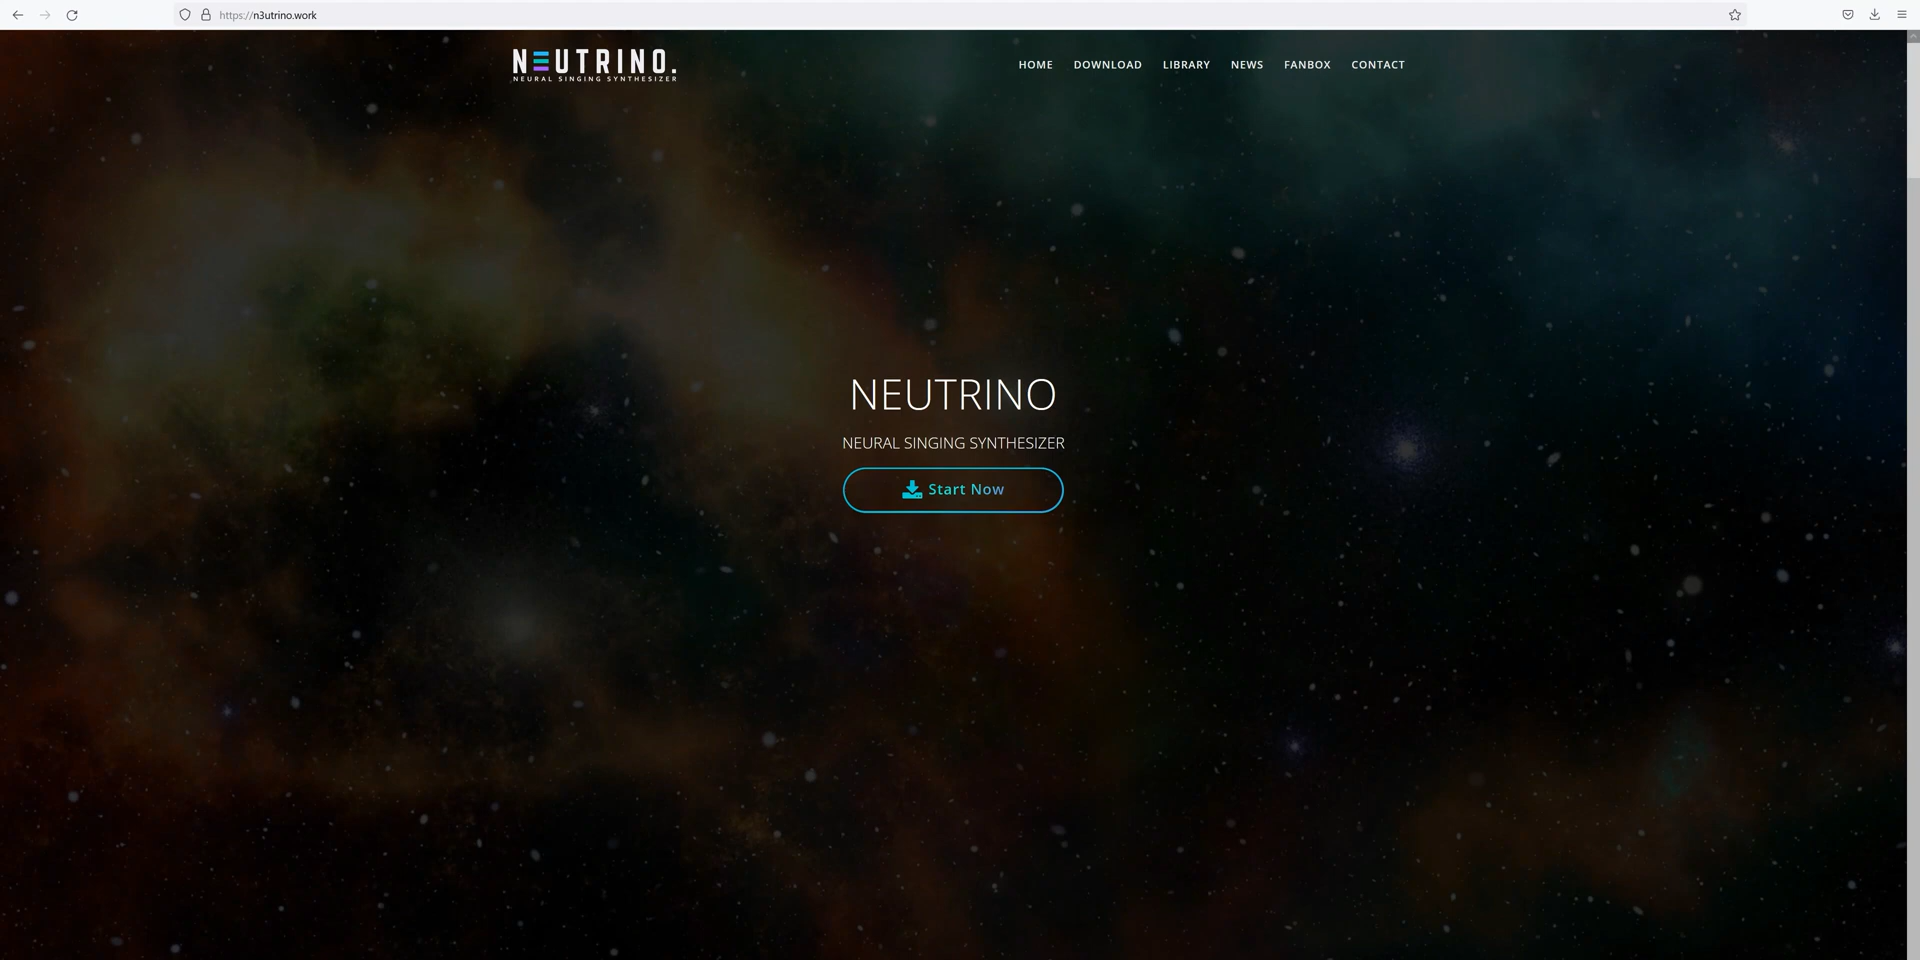 https://n3utrino.work
NEUTRINO.
NEURAL SINGING SYNTHESIZER
HOME DOWNLOAD LIBRARY NEWS FANBOX CONTACT
NEUTRINO
NEURAL SINGING SYNTHESIZER
Start Now